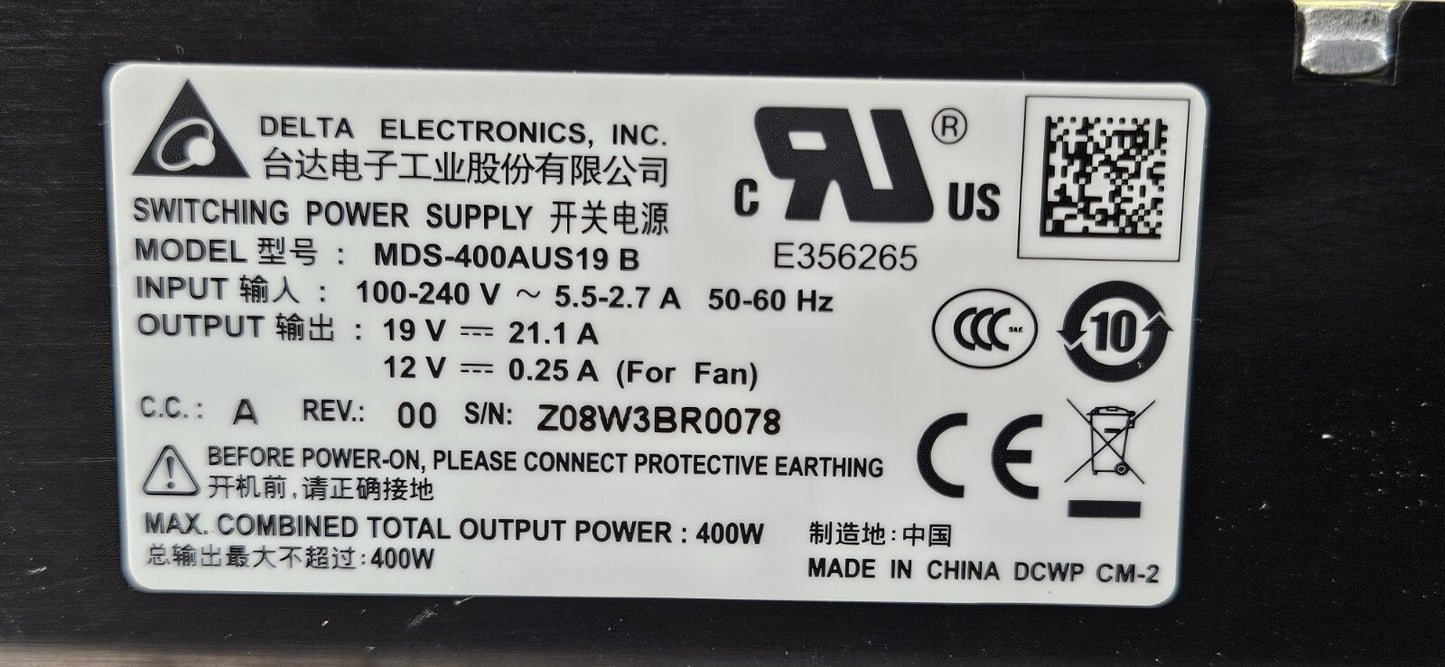 DELTA ELECTRONICS, INC.
台达电子工业股份有限公司
SWITCHING POWER SUPPLY 开关电源
MODEL 型号 : MDS-400AUS19 B
INPUT 输入 : 100-240 V ~ 5.5-2.7 A 50-60 Hz
OUTPUT 输出 : 19 V ⎓ 21.1 A
12 V ⎓ 0.25 A (For Fan)
C.C.: A REV.: 00 S/N: Z08W3BR0078
BEFORE POWER-ON, PLEASE CONNECT PROTECTIVE EARTHING
开机前,请正确接地
MAX. COMBINED TOTAL OUTPUT POWER : 400W
总输出最大不超过:400W
C RU ® US
E356265
CCC
10
CE
制造地:中国
MADE IN CHINA DCWP CM-2